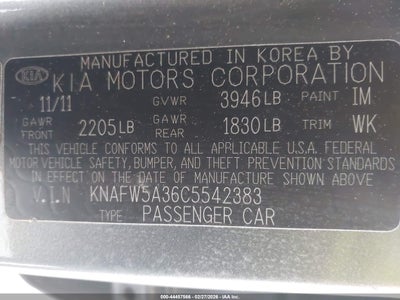 MANUFACTURED IN KOREA BY
KIA KIA MOTORS CORPORATION
11/11 GVWR 3946LB PAINT IM
GAWR FRONT 2205LB GAWR REAR 1830LB TRIM WK
THIS VEHICLE CONFORMS TO ALL APPLICABLE U.S.A. FEDERAL
MOTOR VEHICLE SAFETY, BUMPER, AND THEFT PREVENTION STANDARDS
IN EFFECT ON THE DATE OF MANUFACTURE SHOWN ABOVE.
V.I.N KNAFW5A36C5542383
TYPE PASSENGER CAR
000-44457566 - 02/27/2026 - IAA, Inc.